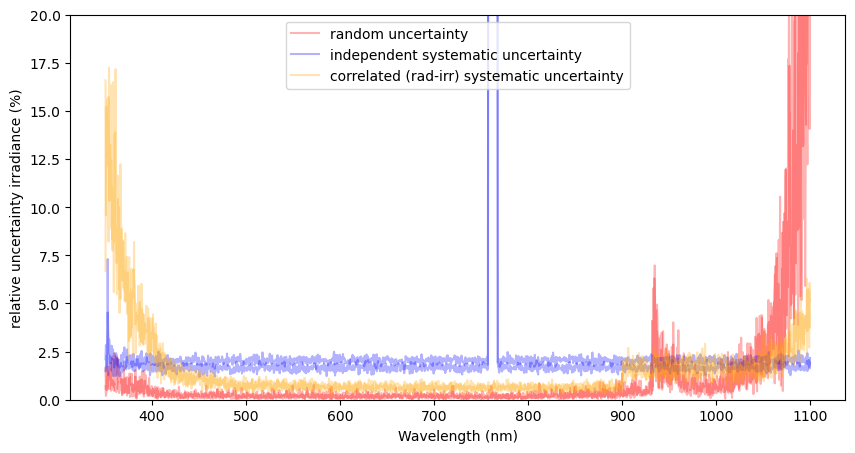 random uncertainty
independent systematic uncertainty
correlated (rad-irr) systematic uncertainty
relative uncertainty irradiance (%)
20.0
17.5
15.0
12.5
10.0
7.5
5.0
2.5
0.0
400 500 600 700 800 900 1000 1100
Wavelength (nm)